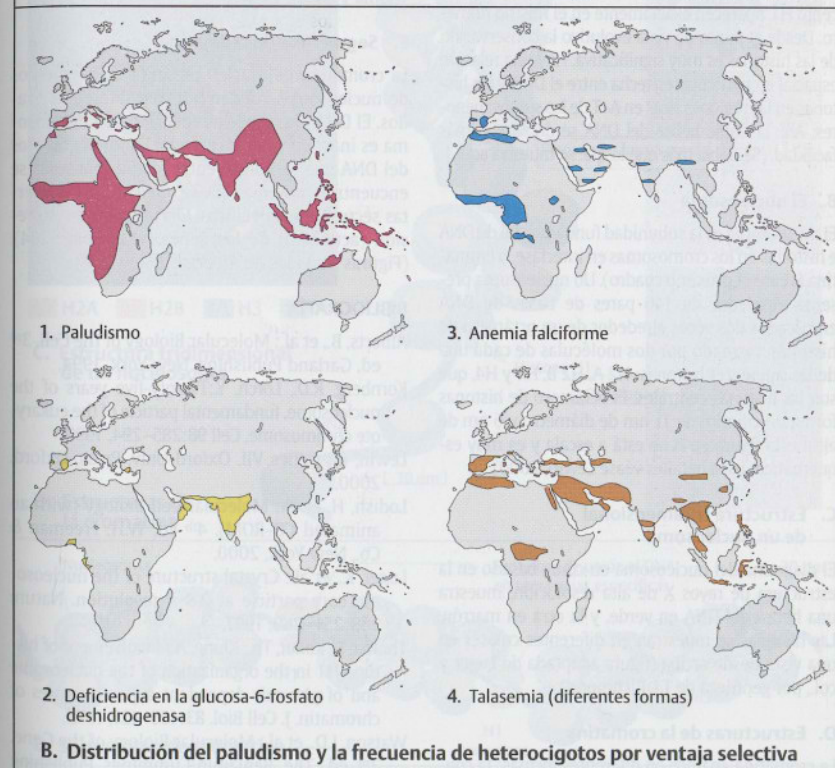 1. Paludismo
3. Anemia falciforme
2. Deficiencia en la glucosa-6-fosfato
deshidrogenasa
4. Talasemia (diferentes formas)
B. Distribución del paludismo y la frecuencia de heterocigotos por ventaja selectiva